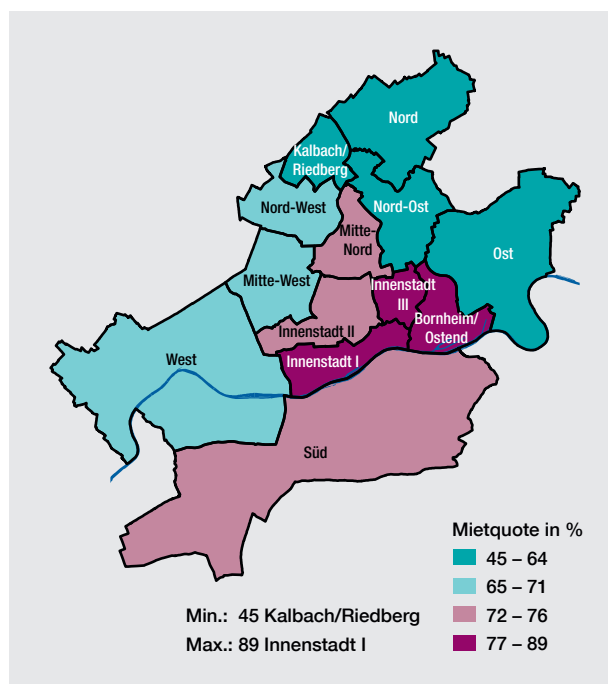 Nord
Kalbach/
Riedberg
Nord-West
Nord-Ost
Mitte-
Nord
Ost
Mitte-West
Innenstadt
III
Bornheim/
Ostend
Innenstadt II
West
Innenstadt I
Süd
Mietquote in %
45 – 64
65 – 71
72 – 76
77 – 89
Min.: 45 Kalbach/Riedberg
Max.: 89 Innenstadt I